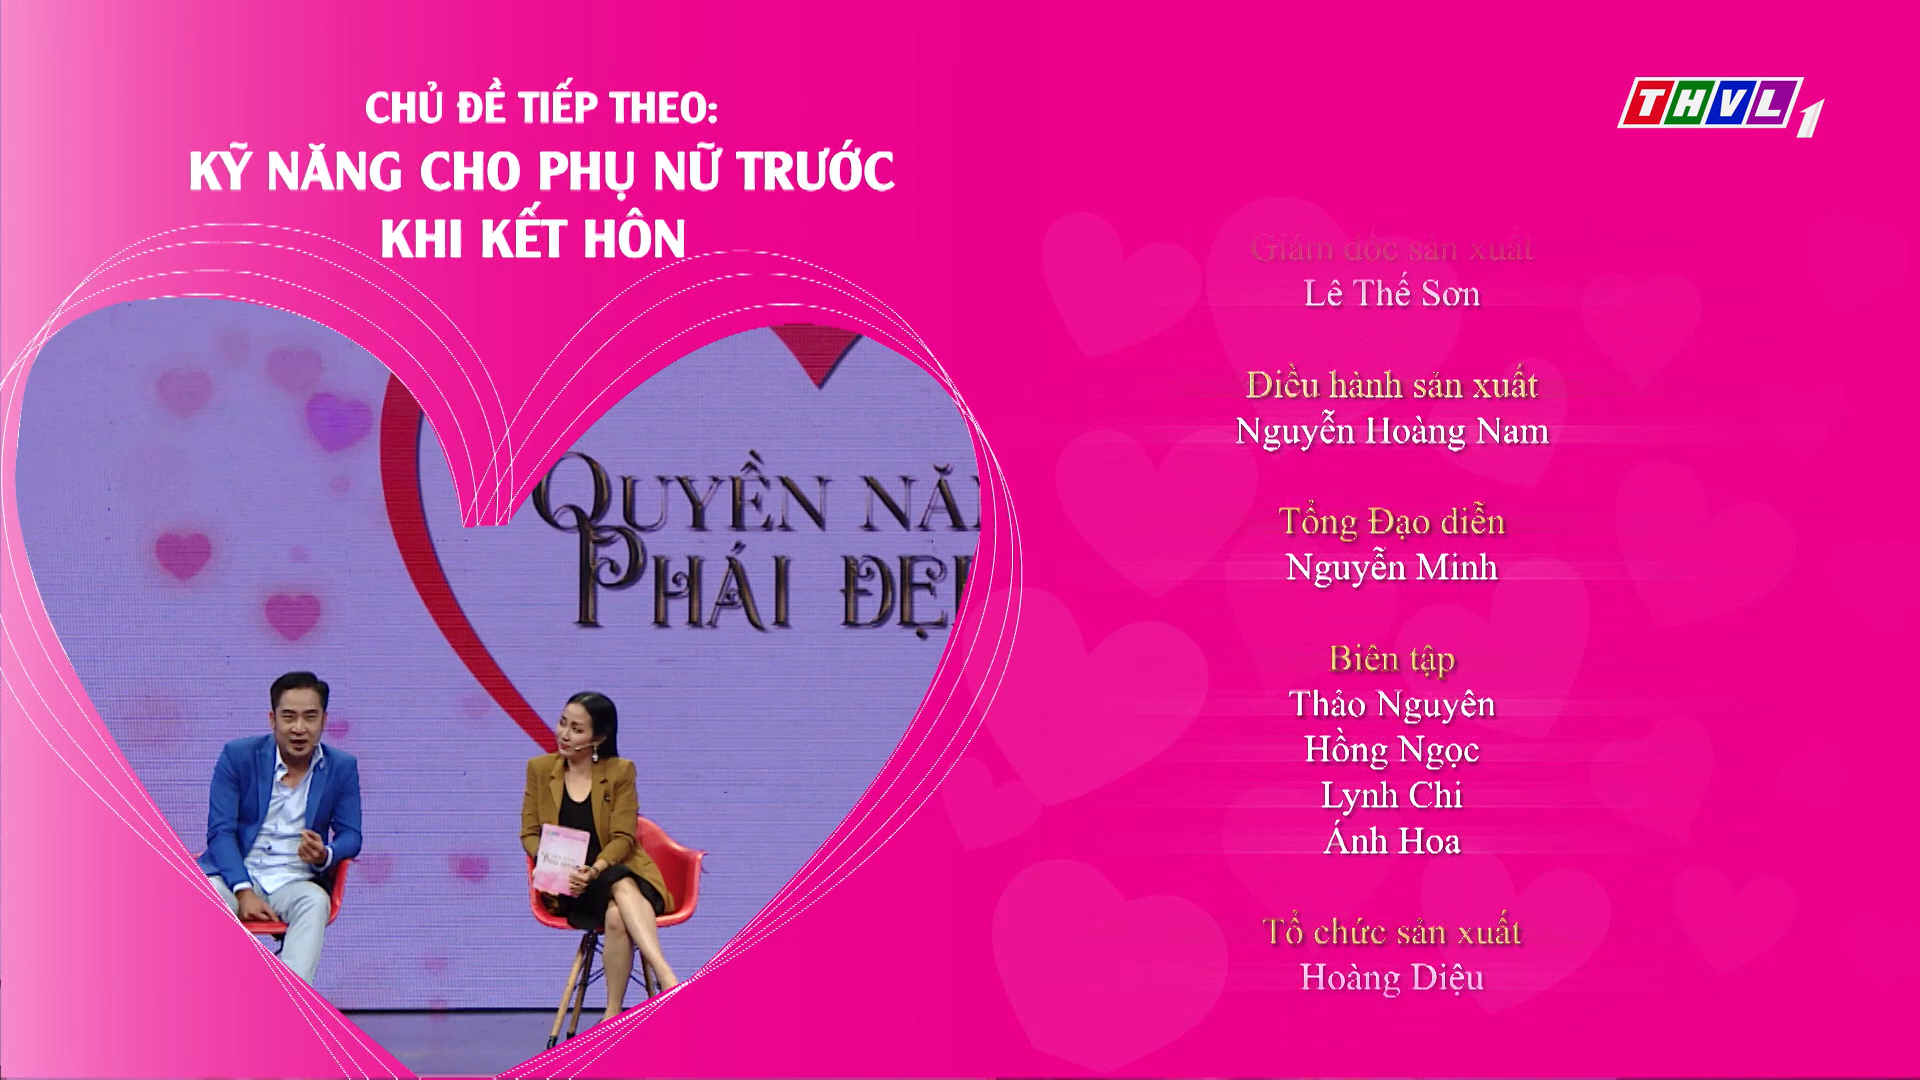 CHỦ ĐỀ TIẾP THEO:
KỸ NĂNG CHO PHỤ NỮ TRƯỚC
KHI KẾT HÔN
THVL1
QUYỀN NĂ
PHÁI ĐẸ
Giám đốc sản xuất
Lê Thế Sơn
Điều hành sản xuất
Nguyễn Hoàng Nam
Tổng Đạo diễn
Nguyễn Minh
Biên tập
Thảo Nguyên
Hồng Ngọc
Lynh Chi
Ánh Hoa
Tổ chức sản xuất
Hoàng Diệu